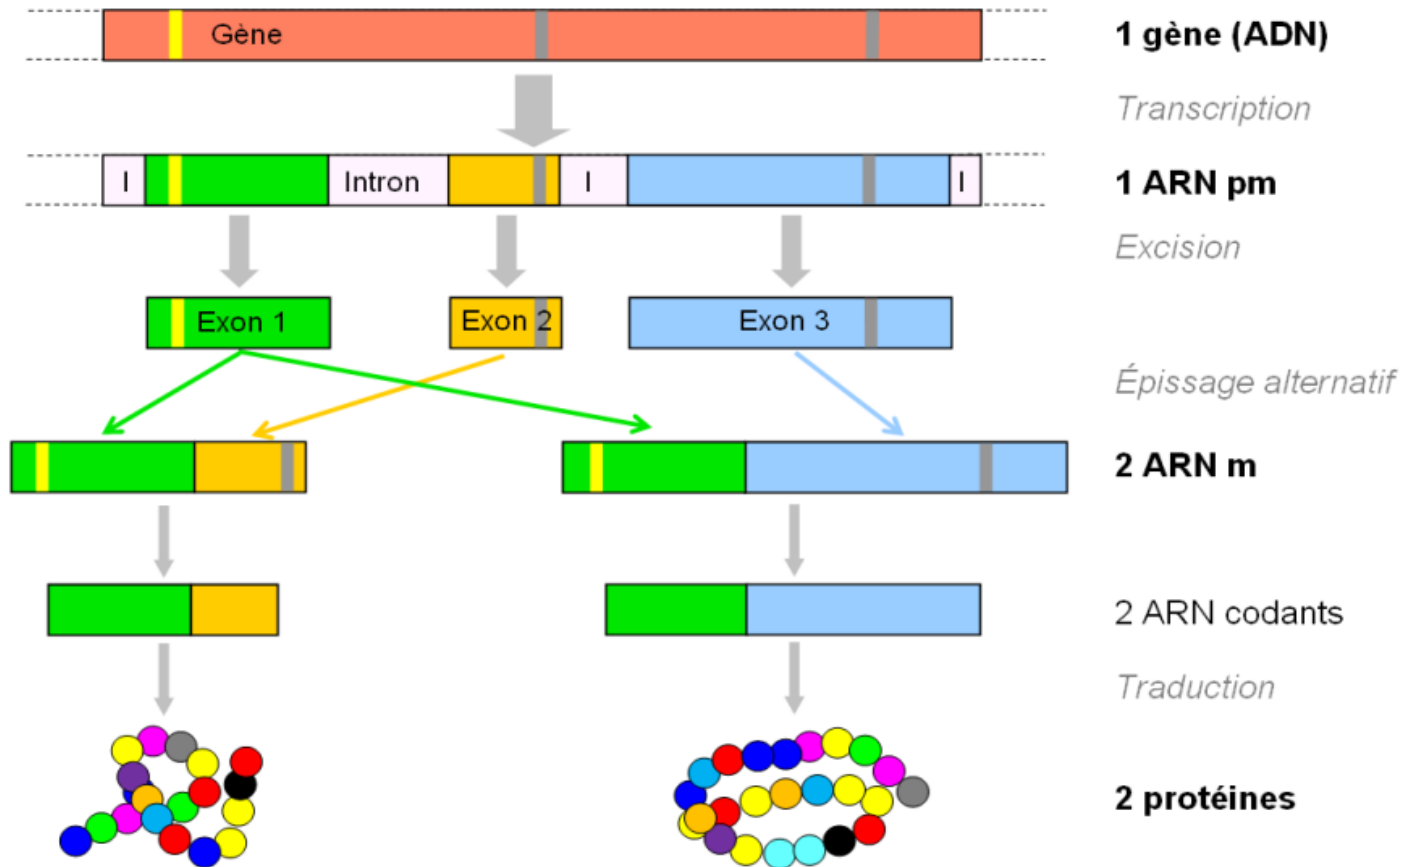 Gène
1 gène (ADN)
Transcription
I
Intron
I
I
1 ARN pm
Excision
Exon 1
Exon 2
Exon 3
Épissage alternatif
2 ARN m
2 ARN codants
Traduction
2 protéines